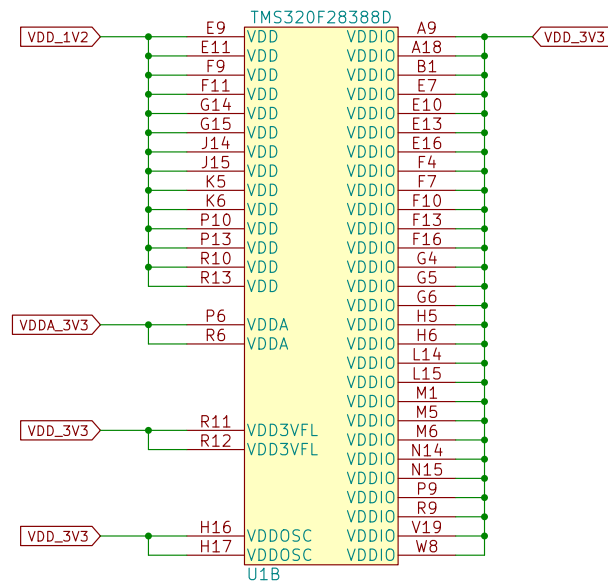 TMS320F28388D
VDD_1V2 E9 VDD VDDIO A9 VDD_3V3
E11 VDD VDDIO A18
F9 VDD VDDIO B1
F11 VDD VDDIO E7
G14 VDD VDDIO E10
G15 VDD VDDIO E13
J14 VDD VDDIO E16
J15 VDD VDDIO F4
K5 VDD VDDIO F7
K6 VDD VDDIO F10
P10 VDD VDDIO F13
P13 VDD VDDIO F16
R10 VDD VDDIO G4
R13 VDD VDDIO G5
VDDIO G6
VDDA_3V3 P6 VDDA VDDIO H5
R6 VDDA VDDIO H6
VDDIO L14
VDDIO L15
VDDIO M1
VDDIO M5
VDD_3V3 R11 VDD3VFL VDDIO M6
R12 VDD3VFL VDDIO N14
VDDIO N15
VDDIO P9
VDDIO R9
VDD_3V3 H16 VDDOSC VDDIO V19
H17 VDDOSC VDDIO W8
U1B